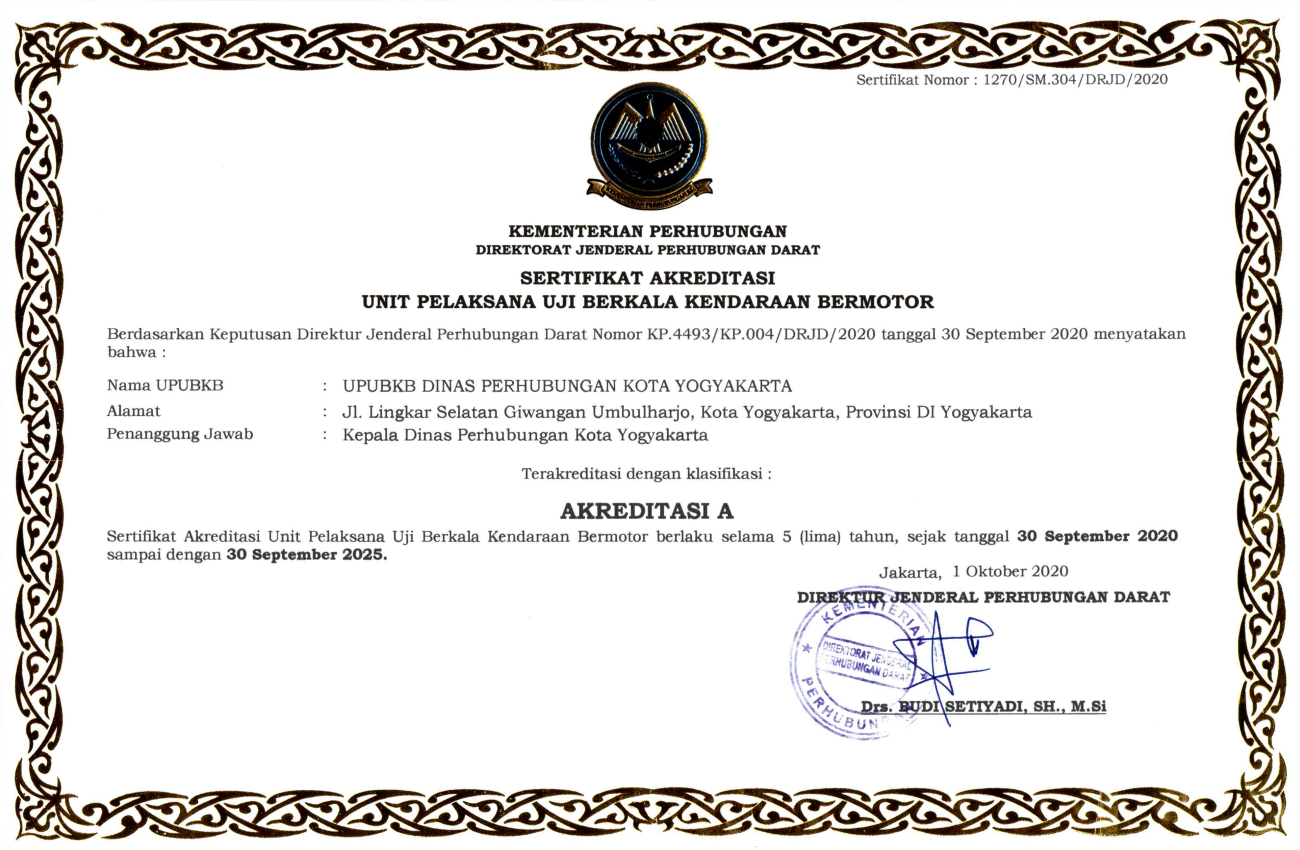 Sertifikat Nomor : 1270/SM.304/DRJD/2020
KEMENTERIAN PERHUBUNGAN
DIREKTORAT JENDERAL PERHUBUNGAN DARAT
SERTIFIKAT AKREDITASI
UNIT PELAKSANA UJI BERKALA KENDARAAN BERMOTOR
Berdasarkan Keputusan Direktur Jenderal Perhubungan Darat Nomor KP.4493/KP.004/DRJD/2020 tanggal 30 September 2020 menyatakan
bahwa :
Nama UPUBKB : UPUBKB DINAS PERHUBUNGAN KOTA YOGYAKARTA
Alamat : Jl. Lingkar Selatan Giwangan Umbulharjo, Kota Yogyakarta, Provinsi DI Yogyakarta
Penanggung Jawab : Kepala Dinas Perhubungan Kota Yogyakarta
Terakreditasi dengan klasifikasi :
AKREDITASI A
Sertifikat Akreditasi Unit Pelaksana Uji Berkala Kendaraan Bermotor berlaku selama 5 (lima) tahun, sejak tanggal 30 September 2020
sampai dengan 30 September 2025.
Jakarta, 1 Oktober 2020
DIREKTUR JENDERAL PERHUBUNGAN DARAT
KEMENTERIAN
DIREKTORAT JENDERAL
PERHUBUNGAN DARAT
PERHUBUNGAN
Drs. BUDI SETIYADI, SH., M.Si